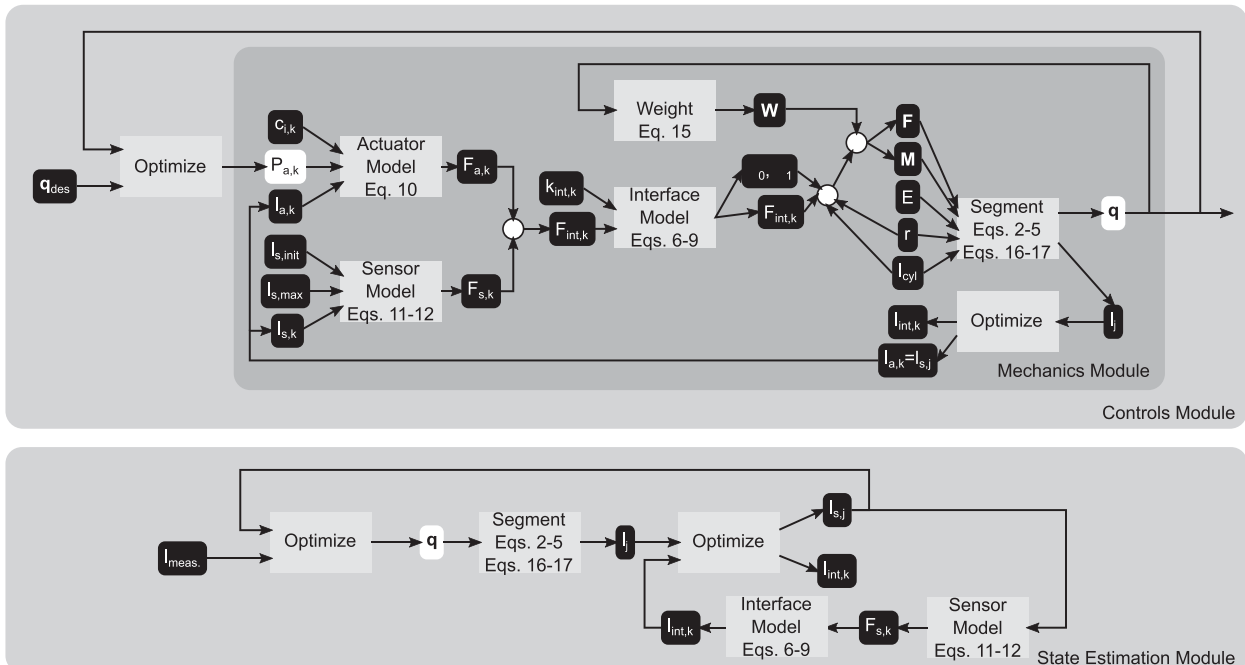 Weight
Eq. 15
W
c_i,k
P_a,k
l_a,k
Actuator
Model
Eq. 10
F_a,k
Optimize
q_des
k_int,k
Interface
Model
Eqs. 6-9
0, 1
F_int,k
F_int,k
F
M
E
r
l_cyl
Segment
Eqs. 2-5
Eqs. 16-17
q
l_s,init
l_s,max
l_s,k
Sensor
Model
Eqs. 11-12
F_s,k
l_int,k
Optimize
l_j
l_a,k=l_s,j
Mechanics Module
Controls Module
l_meas.
Optimize
q
Segment
Eqs. 2-5
Eqs. 16-17
l_j
Optimize
l_s,j
l_int,k
l_int,k
Interface
Model
Eqs. 6-9
F_s,k
Sensor
Model
Eqs. 11-12
State Estimation Module